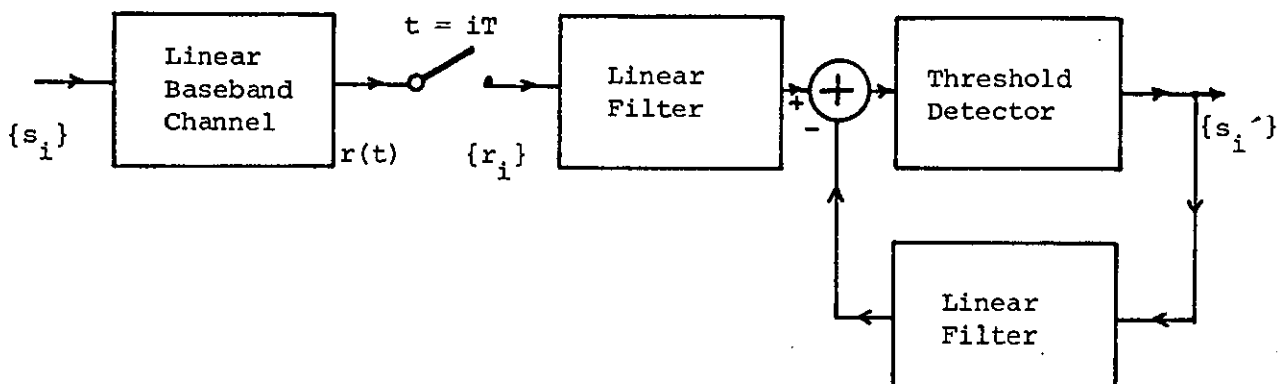 t = iT
Linear
Baseband
Channel
Linear
Filter
+
Threshold
Detector
+
-
{s_i}
r(t)
{r_i}
{s_i´}
Linear
Filter